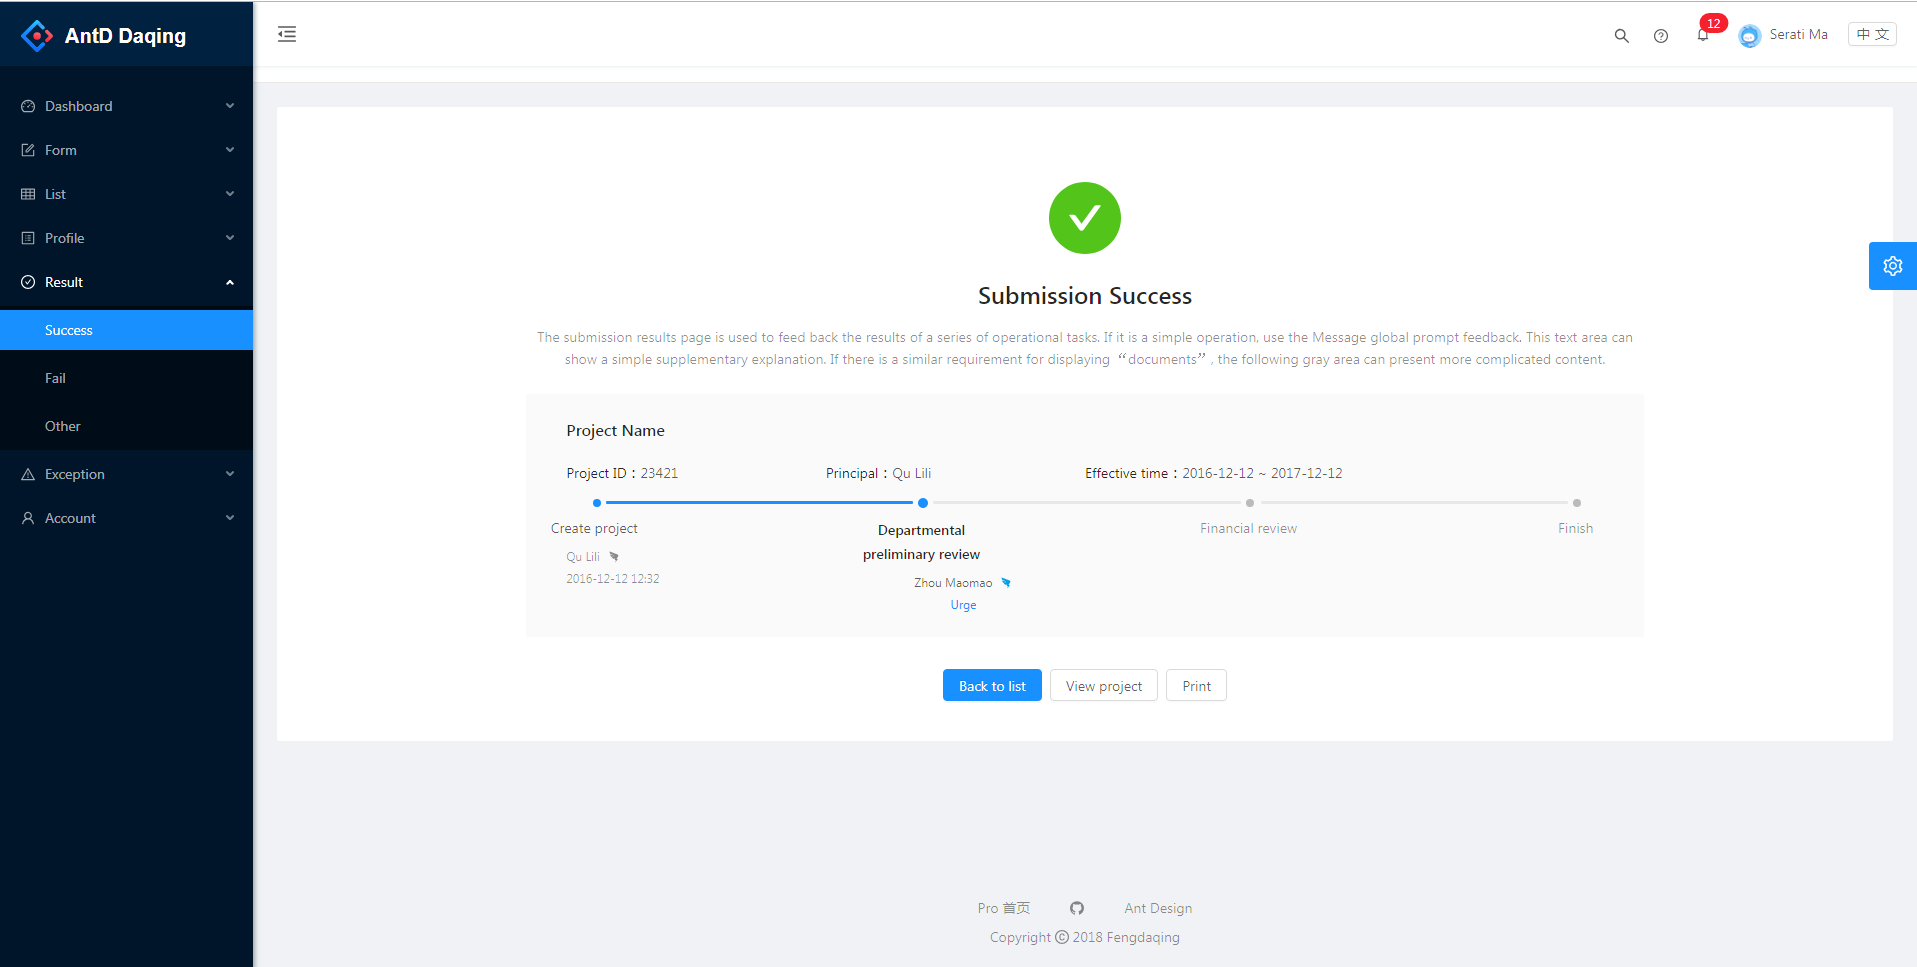 AntD Daqing
12
Serati Ma
中 文
Dashboard
Form
List
Profile
Result
Success
Fail
Other
Exception
Account
Submission Success
The submission results page is used to feed back the results of a series of operational tasks. If it is a simple operation, use the Message global prompt feedback. This text area can
show a simple supplementary explanation. If there is a similar requirement for displaying “documents”, the following gray area can present more complicated content.
Project Name
Project ID：23421
Principal：Qu Lili
Effective time：2016-12-12 ~ 2017-12-12
Create project
Qu Lili
2016-12-12 12:32
Departmental
preliminary review
Zhou Maomao
Urge
Financial review
Finish
Back to list
View project
Print
Pro 首页
Ant Design
Copyright © 2018 Fengdaqing